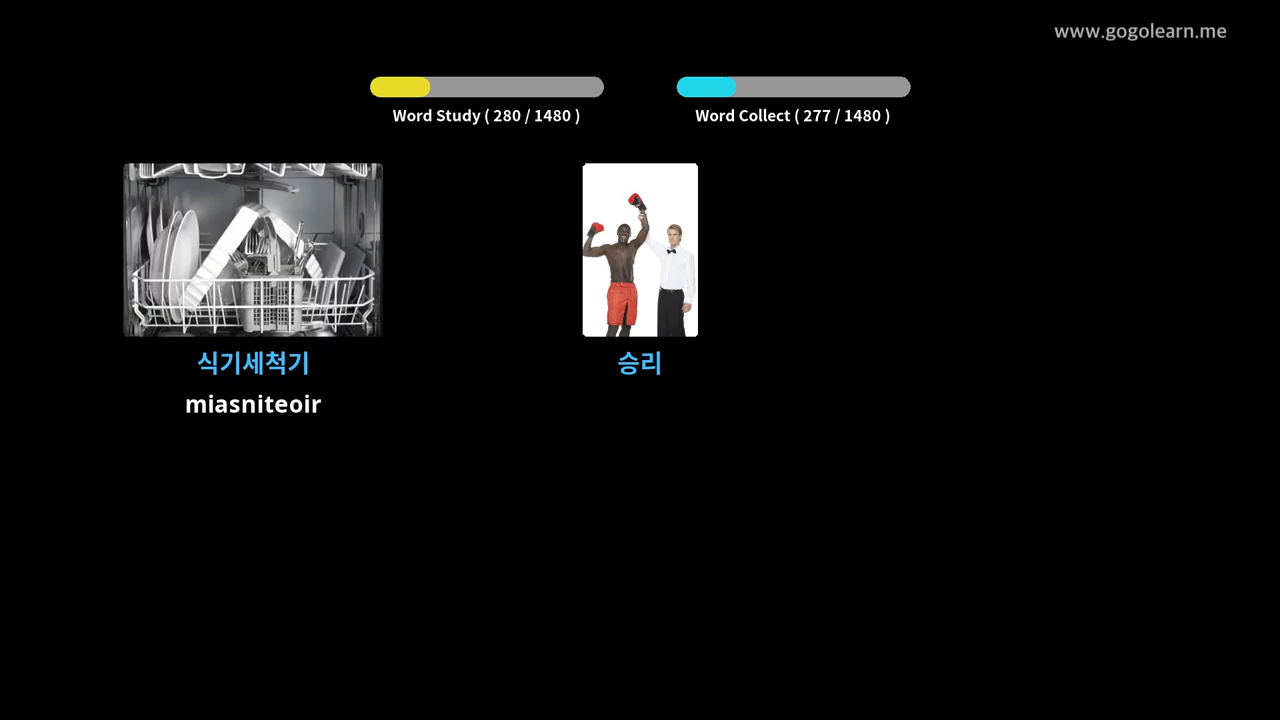 www.gogolearn.me
Word Study ( 280 / 1480 )
Word Collect ( 277 / 1480 )
식기세척기
승리
miasniteoir